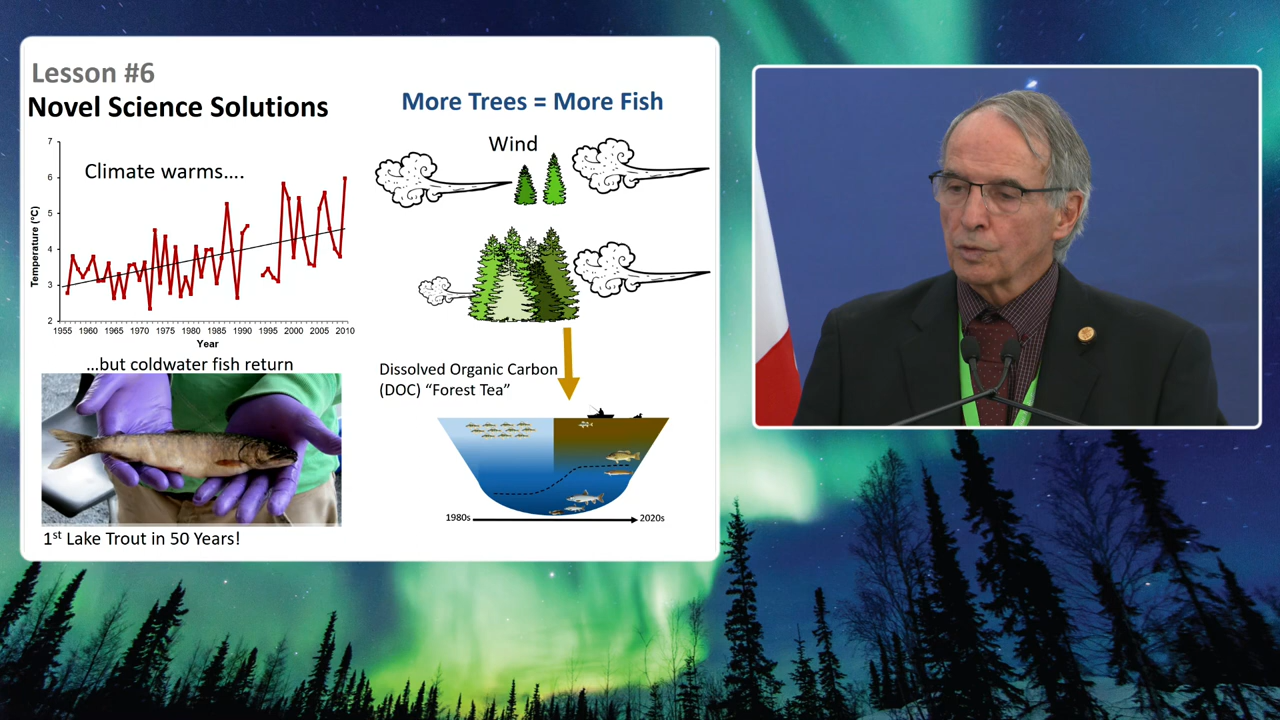 Lesson #6
Novel Science Solutions
Climate warms....
Temperature (°C)
7
6
5
4
3
2
1955 1960 1965 1970 1975 1980 1985 1990 1995 2000 2005 2010
Year
...but coldwater fish return
1st Lake Trout in 50 Years!
More Trees = More Fish
Wind
Dissolved Organic Carbon
(DOC) “Forest Tea”
1980s 2020s